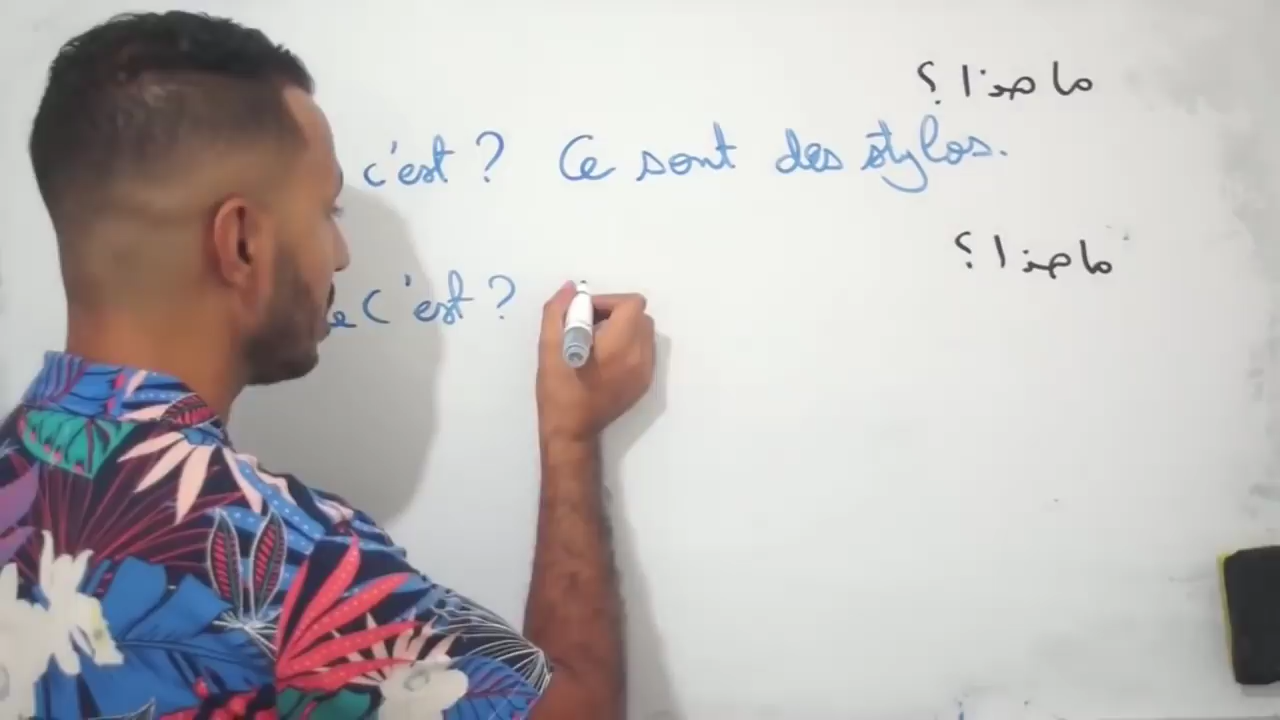 ما هذا ؟
c'est ? Ce sont des stylos.
ما هذا ؟
c'est ?